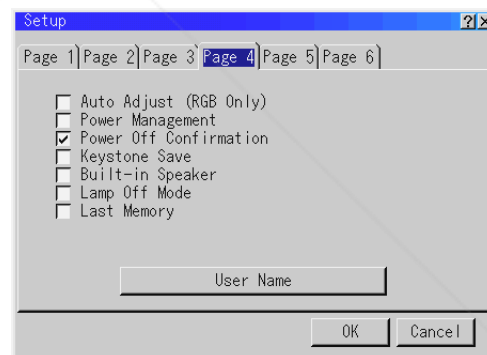 Setup ? x
Page 1 Page 2 Page 3 Page 4 Page 5 Page 6
Auto Adjust (RGB Only)
Power Management
Power Off Confirmation
Keystone Save
Built-in Speaker
Lamp Off Mode
Last Memory
User Name
OK Cancel